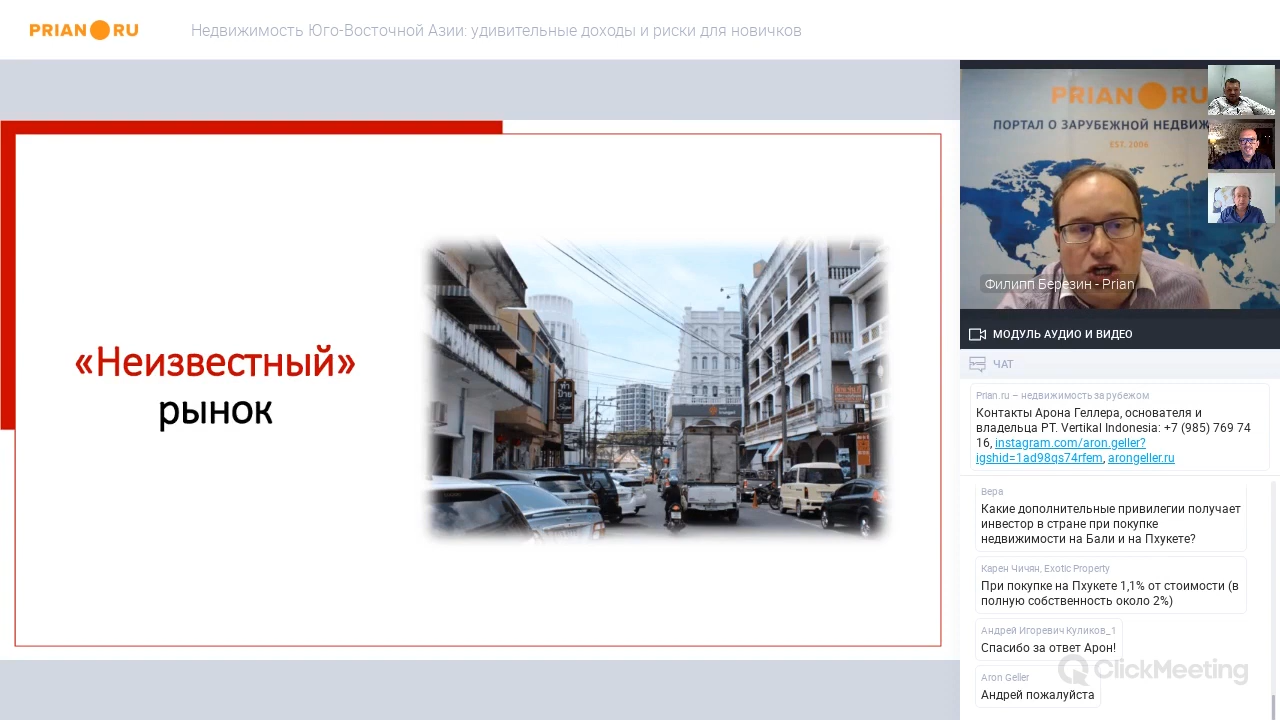 PRIAN RU
Недвижимость Юго-Восточной Азии: удивительные доходы и риски для новичков
«Неизвестный»
рынок
PRIAN RU
ПОРТАЛ О ЗАРУБЕЖНОЙ НЕДВИЖ
EST. 2006
Филипп Березин - Prian
МОДУЛЬ АУДИО И ВИДЕО
ЧАТ
Prian.ru – недвижимость за рубежом
Контакты Арона Геллера, основателя и
владельца PT. Vertikal Indonesia: +7 (985) 769 74
16, instagram.com/aron.geller?
igshid=1ad98qs74rfem, arongeller.ru
Вера
Какие дополнительные привилегии получает
инвестор в стране при покупке
недвижимости на Бали и на Пхукете?
Карен Чичян, Exotic Property
При покупке на Пхукете 1,1% от стоимости (в
полную собственность около 2%)
Андрей Игоревич Куликов_1
Спасибо за ответ Арон!
Aron Geller
Андрей пожалуйста
ClickMeeting